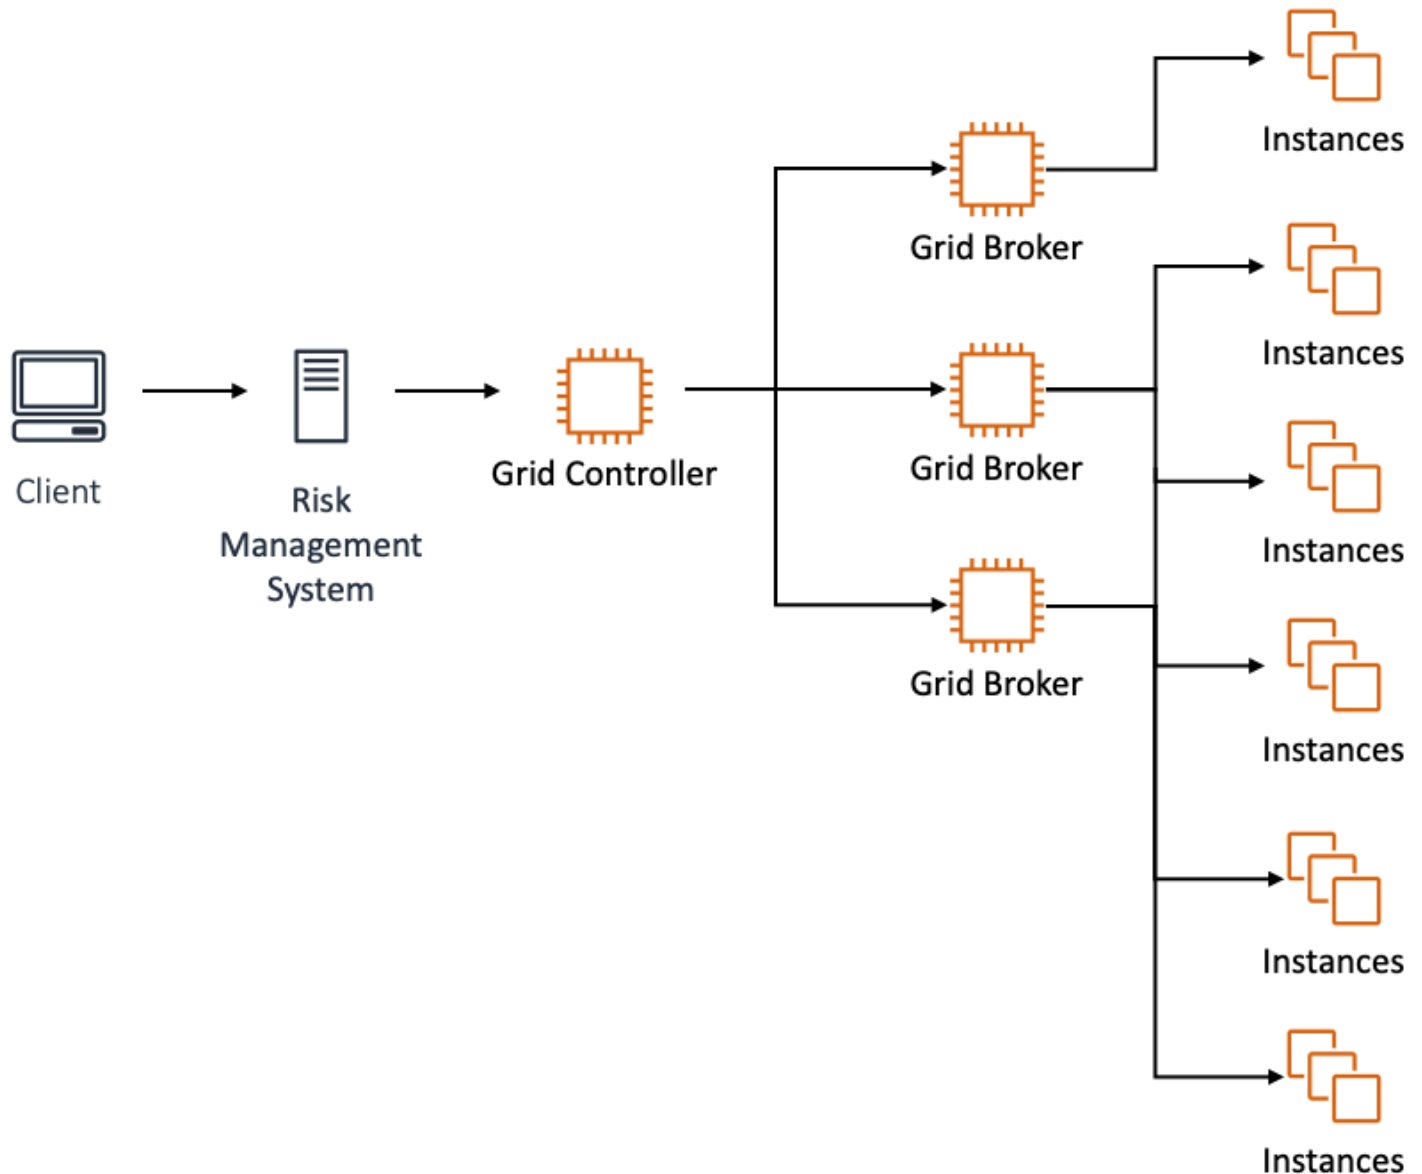 Client
Risk
Management
System
Grid Controller
Grid Broker
Grid Broker
Grid Broker
Instances
Instances
Instances
Instances
Instances
Instances